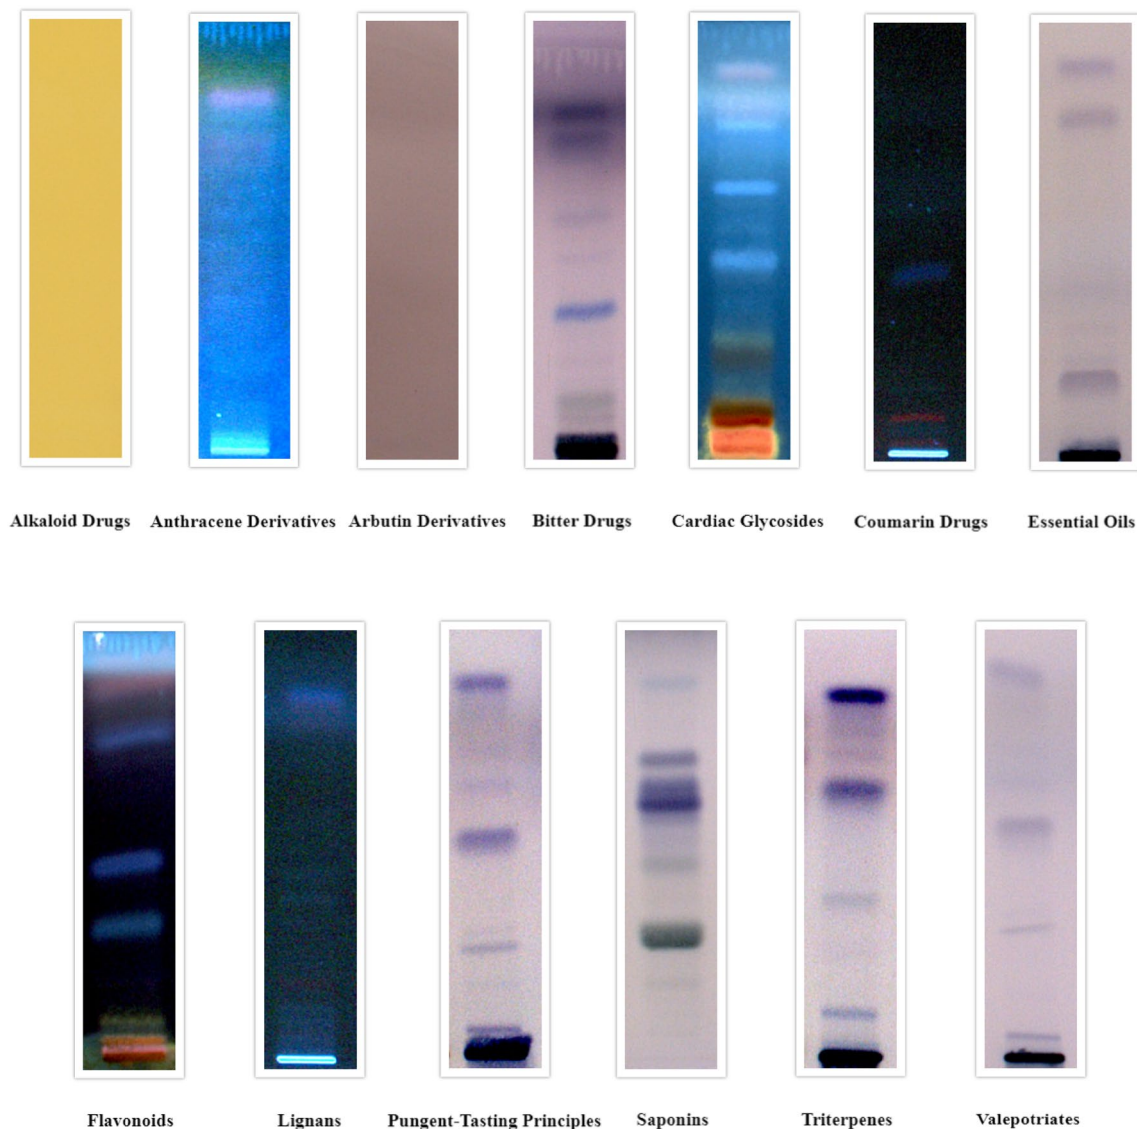 Alkaloid Drugs Anthracene Derivatives Arbutin Derivatives Bitter Drugs Cardiac Glycosides Coumarin Drugs Essential Oils
Flavonoids Lignans Pungent-Tasting Principles Saponins Triterpenes Valepotriates